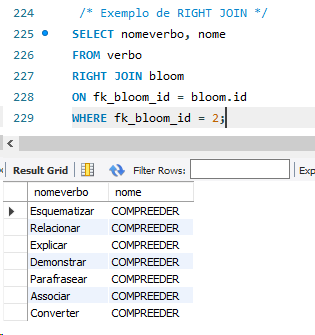 224 /* Exemplo de RIGHT JOIN */
225 SELECT nomeverbo, nome
226 FROM verbo
227 RIGHT JOIN bloom
228 ON fk_bloom_id = bloom.id
229 WHERE fk_bloom_id = 2;
Result Grid Filter Rows: Exp
nomeverbo nome
Esquematizar COMPREEDER
Relacionar COMPREEDER
Explicar COMPREEDER
Demonstrar COMPREEDER
Parafrasear COMPREEDER
Associar COMPREEDER
Converter COMPREEDER